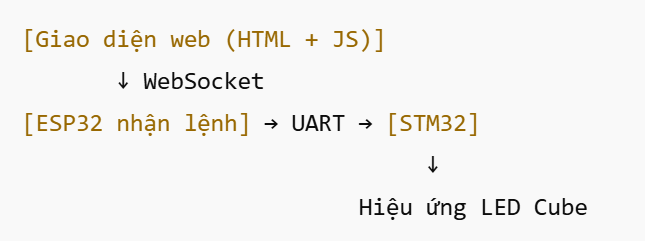 [Giao diện web (HTML + JS)]
↓ WebSocket
[ESP32 nhận lệnh] → UART → [STM32]
↓
Hiệu ứng LED Cube